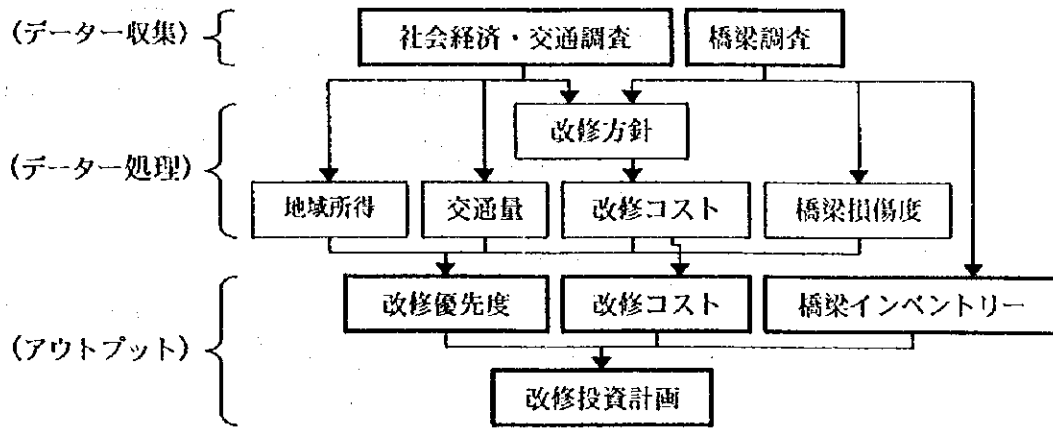 (データー収集) 社会経済・交通調査 橋梁調査
改修方針
(データー処理)
地域所得 交通量 改修コスト 橋梁損傷度
改修優先度 改修コスト 橋梁インベントリー
(アウトプット)
改修投資計画